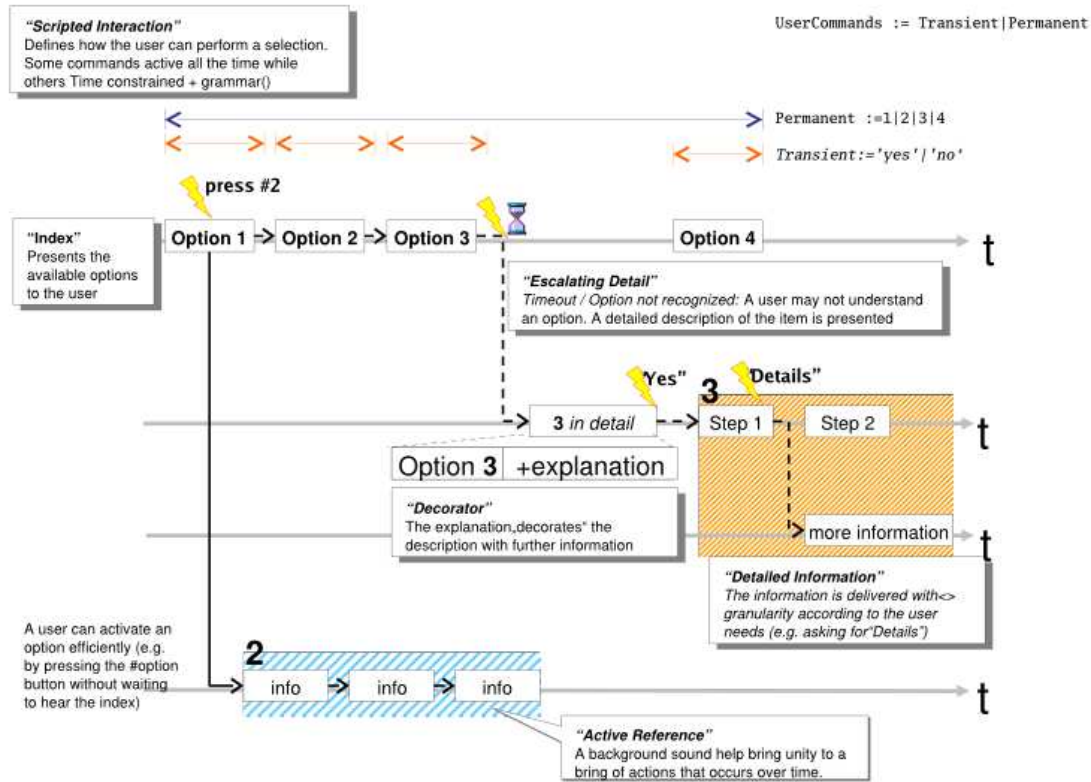 “Scripted Interaction”
Defines how the user can perform a selection.
Some commands active all the time while
others Time constrained + grammar()
UserCommands := Transient|Permanent
Permanent :=1|2|3|4
Transient:='yes'|'no'
press #2
“Index”
Presents the
available options
to the user
Option 1
Option 2
Option 3
Option 4
t
“Escalating Detail”
Timeout / Option not recognized: A user may not understand
an option. A detailed description of the item is presented
“Yes”
“Details”
3
3 in detail
Step 1
Step 2
t
Option 3
+explanation
“Decorator”
The explanation„decorates“ the
description with further information
more information
t
“Detailed Information”
The information is delivered with<>
granularity according to the user
needs (e.g. asking for“Details”)
A user can activate an
option efficiently (e.g.
by pressing the #option
button without waiting
to hear the index)
2
info
info
info
t
“Active Reference”
A background sound help bring unity to a
bring of actions that occurs over time.